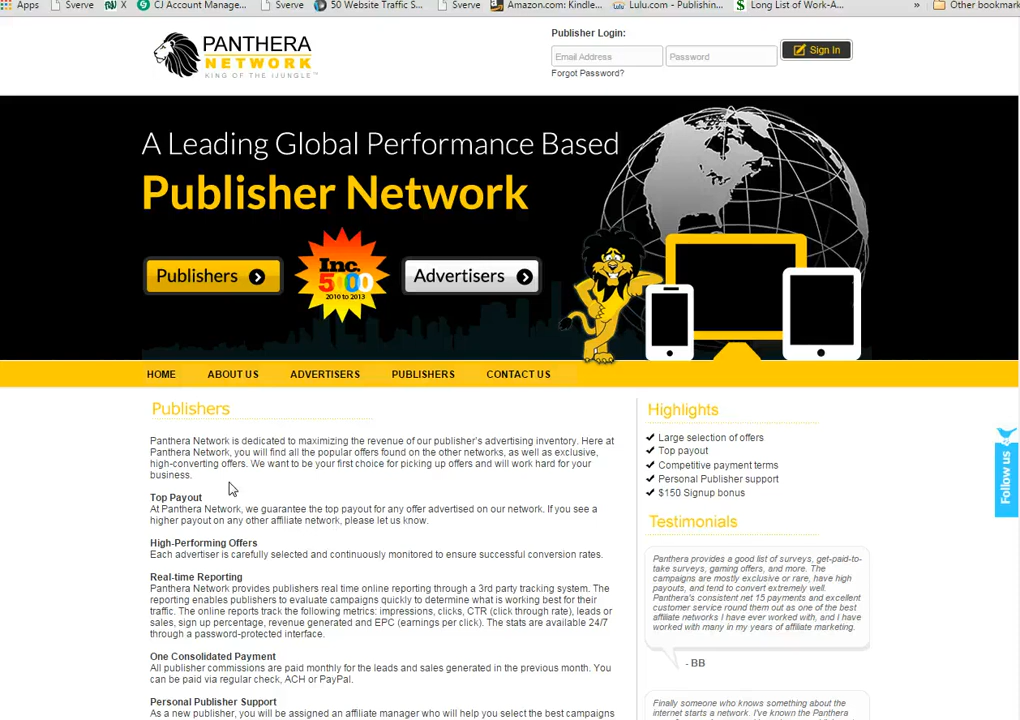 Apps Sverve X CJ Account Manage... Sverve 50 Website Traffic S... Sverve Amazon.com: Kindle... Lulu.com - Publishin... Long List of Work-A... » Other bookmark
PANTHERA
NETWORK
KING OF THE JUNGLE
Publisher Login:
Email Address Password Sign In
Forgot Password?
A Leading Global Performance Based
Publisher Network
Publishers
Inc.
5000
2010 to 2013
Advertisers
HOME ABOUT US ADVERTISERS PUBLISHERS CONTACT US
Publishers
Panthera Network is dedicated to maximizing the revenue of our publisher's advertising inventory. Here at
Panthera Network, you will find all the popular offers found on the other networks, as well as exclusive,
high-converting offers. We want to be your first choice for picking up offers and will work hard for your
business.
Top Payout
At Panthera Network, we guarantee the top payout for any offer advertised on our network. If you see a
higher payout on any other affiliate network, please let us know.
High-Performing Offers
Each advertiser is carefully selected and continuously monitored to ensure successful conversion rates.
Real-time Reporting
Panthera Network provides publishers real time online reporting through a 3rd party tracking system. The
reporting enables publishers to evaluate campaigns quickly to determine what is working best for their
traffic. The online reports track the following metrics: impressions, clicks, CTR (click through rate), leads or
sales, sign up percentage, revenue generated and EPC (earnings per click). The stats are available 24/7
through a password-protected interface.
One Consolidated Payment
All publisher commissions are paid monthly for the leads and sales generated in the previous month. You
can be paid via regular check, ACH or PayPal.
Personal Publisher Support
As a new publisher, you will be assigned an affiliate manager who will help you select the best campaigns
Highlights
Large selection of offers
Top payout
Competitive payment terms
Personal Publisher support
$150 Signup bonus
Testimonials
Panthera provides a good list of surveys, get-paid-to-
take surveys, gaming offers, and more. The
campaigns are mostly exclusive or rare, have high
payouts, and tend to convert extremely well.
Panthera's consistent net 15 payments and excellent
customer service round them out as one of the best
affiliate networks I have ever worked with, and I have
worked with many in my years of affiliate marketing.
- BB
Finally someone who knows something about the
internet starts a network. I've known the Panthera
Follow us